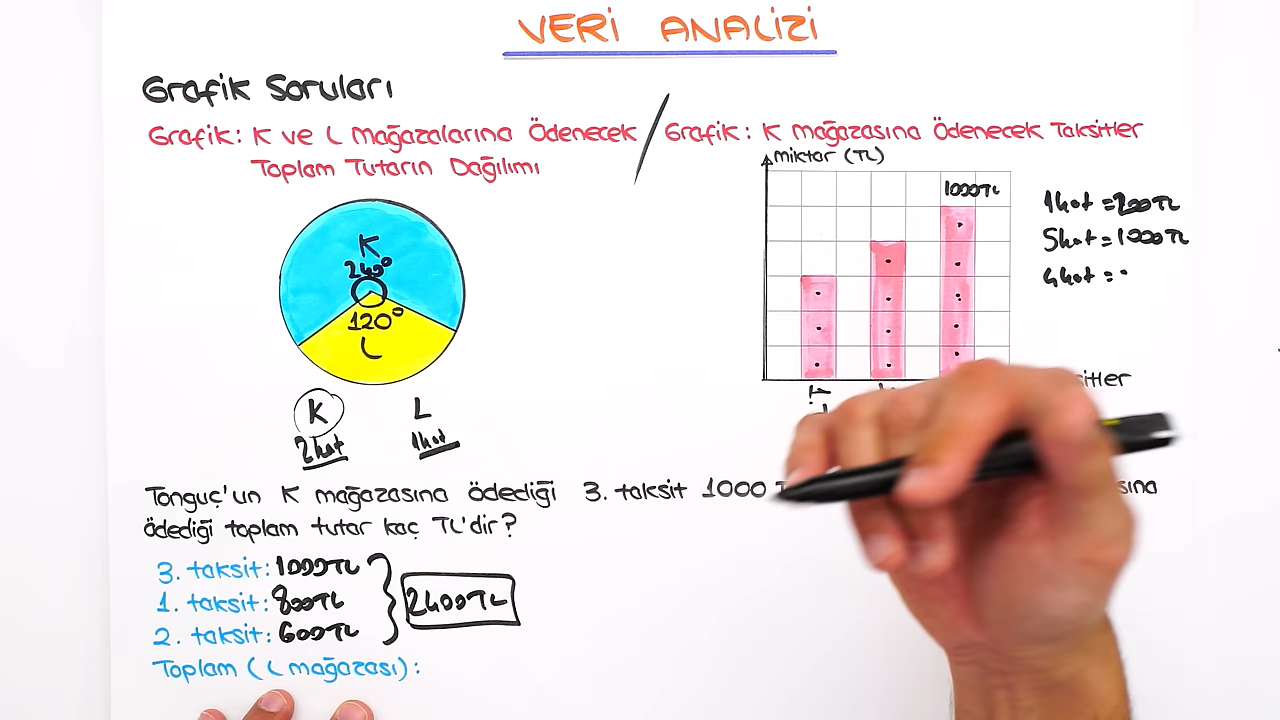 VERİ ANALİZİ
Grafik Soruları
Grafik: K ve L Mağazalarına Ödenecek
Toplam Tutarın Dağılımı
Grafik: K mağazasına Ödenecek Taksitler
miktar (TL)
1000TL
1kat = 200TL
5kat = 1000TL
4kat =
K
240°
120°
L
K L
2kat 1kat
Tonguç'un K mağazasına ödediği 3. taksit 1000
ödediği toplam tutar kaç TL'dir?
3. taksit: 1000TL
1. taksit: 800TL
2. taksit: 600TL
2400TL
Toplam (L mağazası):